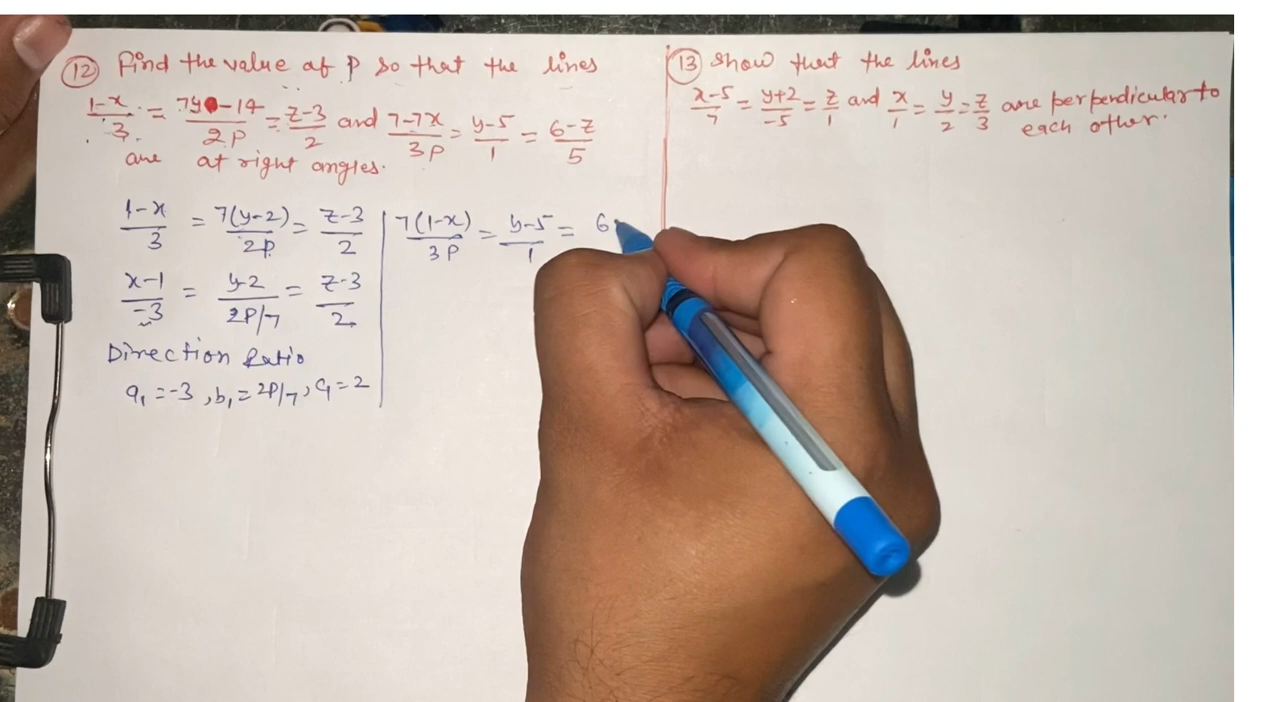 (12) Find the value of P so that the lines
1-x/3 = 7y-14/2P = z-3/2 and 7-7x/3P = y-5/1 = 6-z/5
are at right angles.
1-x/3 = 7(y-2)/2P = z-3/2
x-1/-3 = y-2/2P/7 = z-3/2
Direction Ratio
a₁ = -3, b₁ = 2P/7, c₁ = 2
7(1-x)/3P = y-5/1 = 6
(13) Show that the lines
x-5/7 = y+2/-5 = z/1 and x/1 = y/2 = z/3 are perpendicular to
each other.